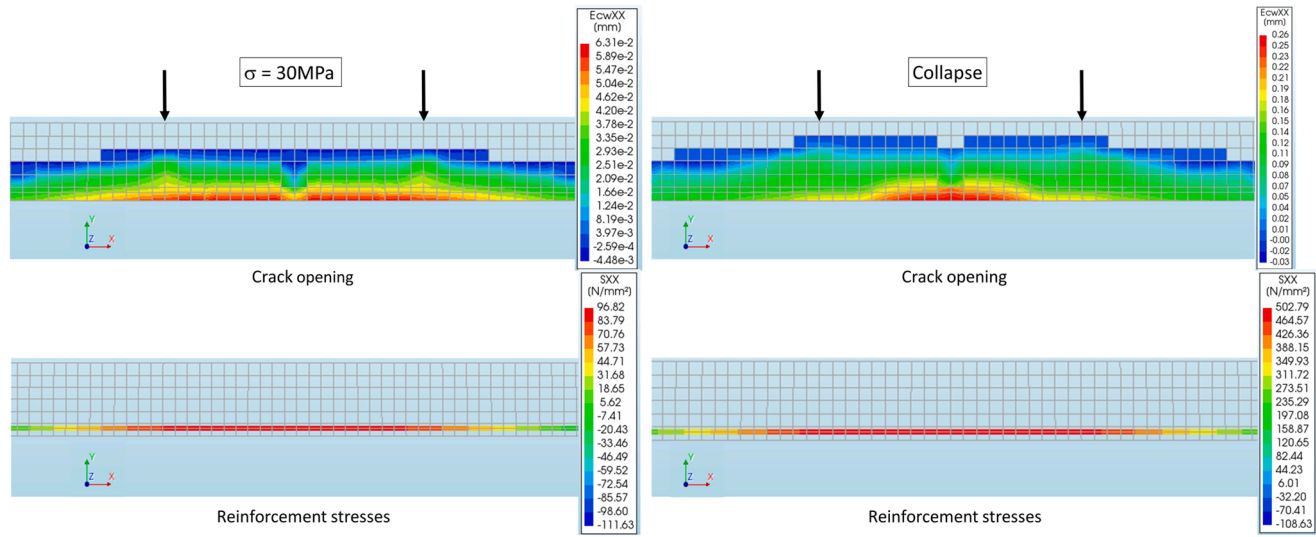 EcwXX
(mm)
6.31e-2
5.89e-2
5.47e-2
5.04e-2
4.62e-2
4.20e-2
3.78e-2
3.35e-2
2.93e-2
2.51e-2
2.09e-2
1.66e-2
1.24e-2
8.19e-3
3.97e-3
-2.59e-4
-4.48e-3
σ = 30MPa
Y
Z X
Crack opening
EcwXX
(mm)
0.26
0.25
0.23
0.22
0.21
0.19
0.18
0.16
0.15
0.14
0.12
0.11
0.09
0.08
0.07
0.05
0.04
0.03
0.01
-0.00
-0.02
-0.03
Collapse
Y
Z X
Crack opening
SXX
(N/mm²)
96.82
83.79
70.76
57.73
44.71
31.68
18.65
5.62
-7.41
-20.43
-33.46
-46.49
-59.52
-72.54
-85.57
-98.60
-111.63
Y
Z X
Reinforcement stresses
SXX
(N/mm²)
502.79
464.57
426.36
388.15
349.93
311.72
273.51
235.29
197.08
158.87
120.65
82.44
44.23
6.01
-32.20
-70.41
-108.63
Y
Z X
Reinforcement stresses